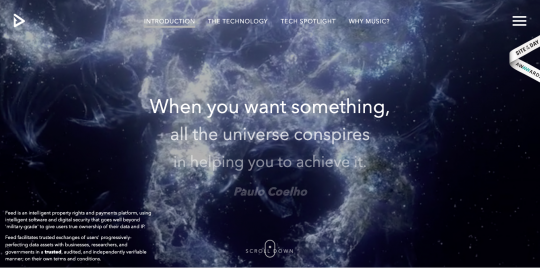 INTRODUCTION THE TECHNOLOGY TECH SPOTLIGHT WHY MUSIC?
SITE OF THE DAY
AWWWARDS
When you want something,
all the universe conspires
in helping you to achieve it.
Paulo Coelho
Feed is an intelligent property rights and payments platform, using
intelligent software and digital security that goes well beyond
'military-grade' to give users true ownership of their data and IP.
Feed facilitates trusted exchanges of users' progressively-
perfecting data assets with businesses, researchers, and
governments in a trusted, audited, and independently verifiable
manner; on their own terms and conditions.
SCROLL DOWN